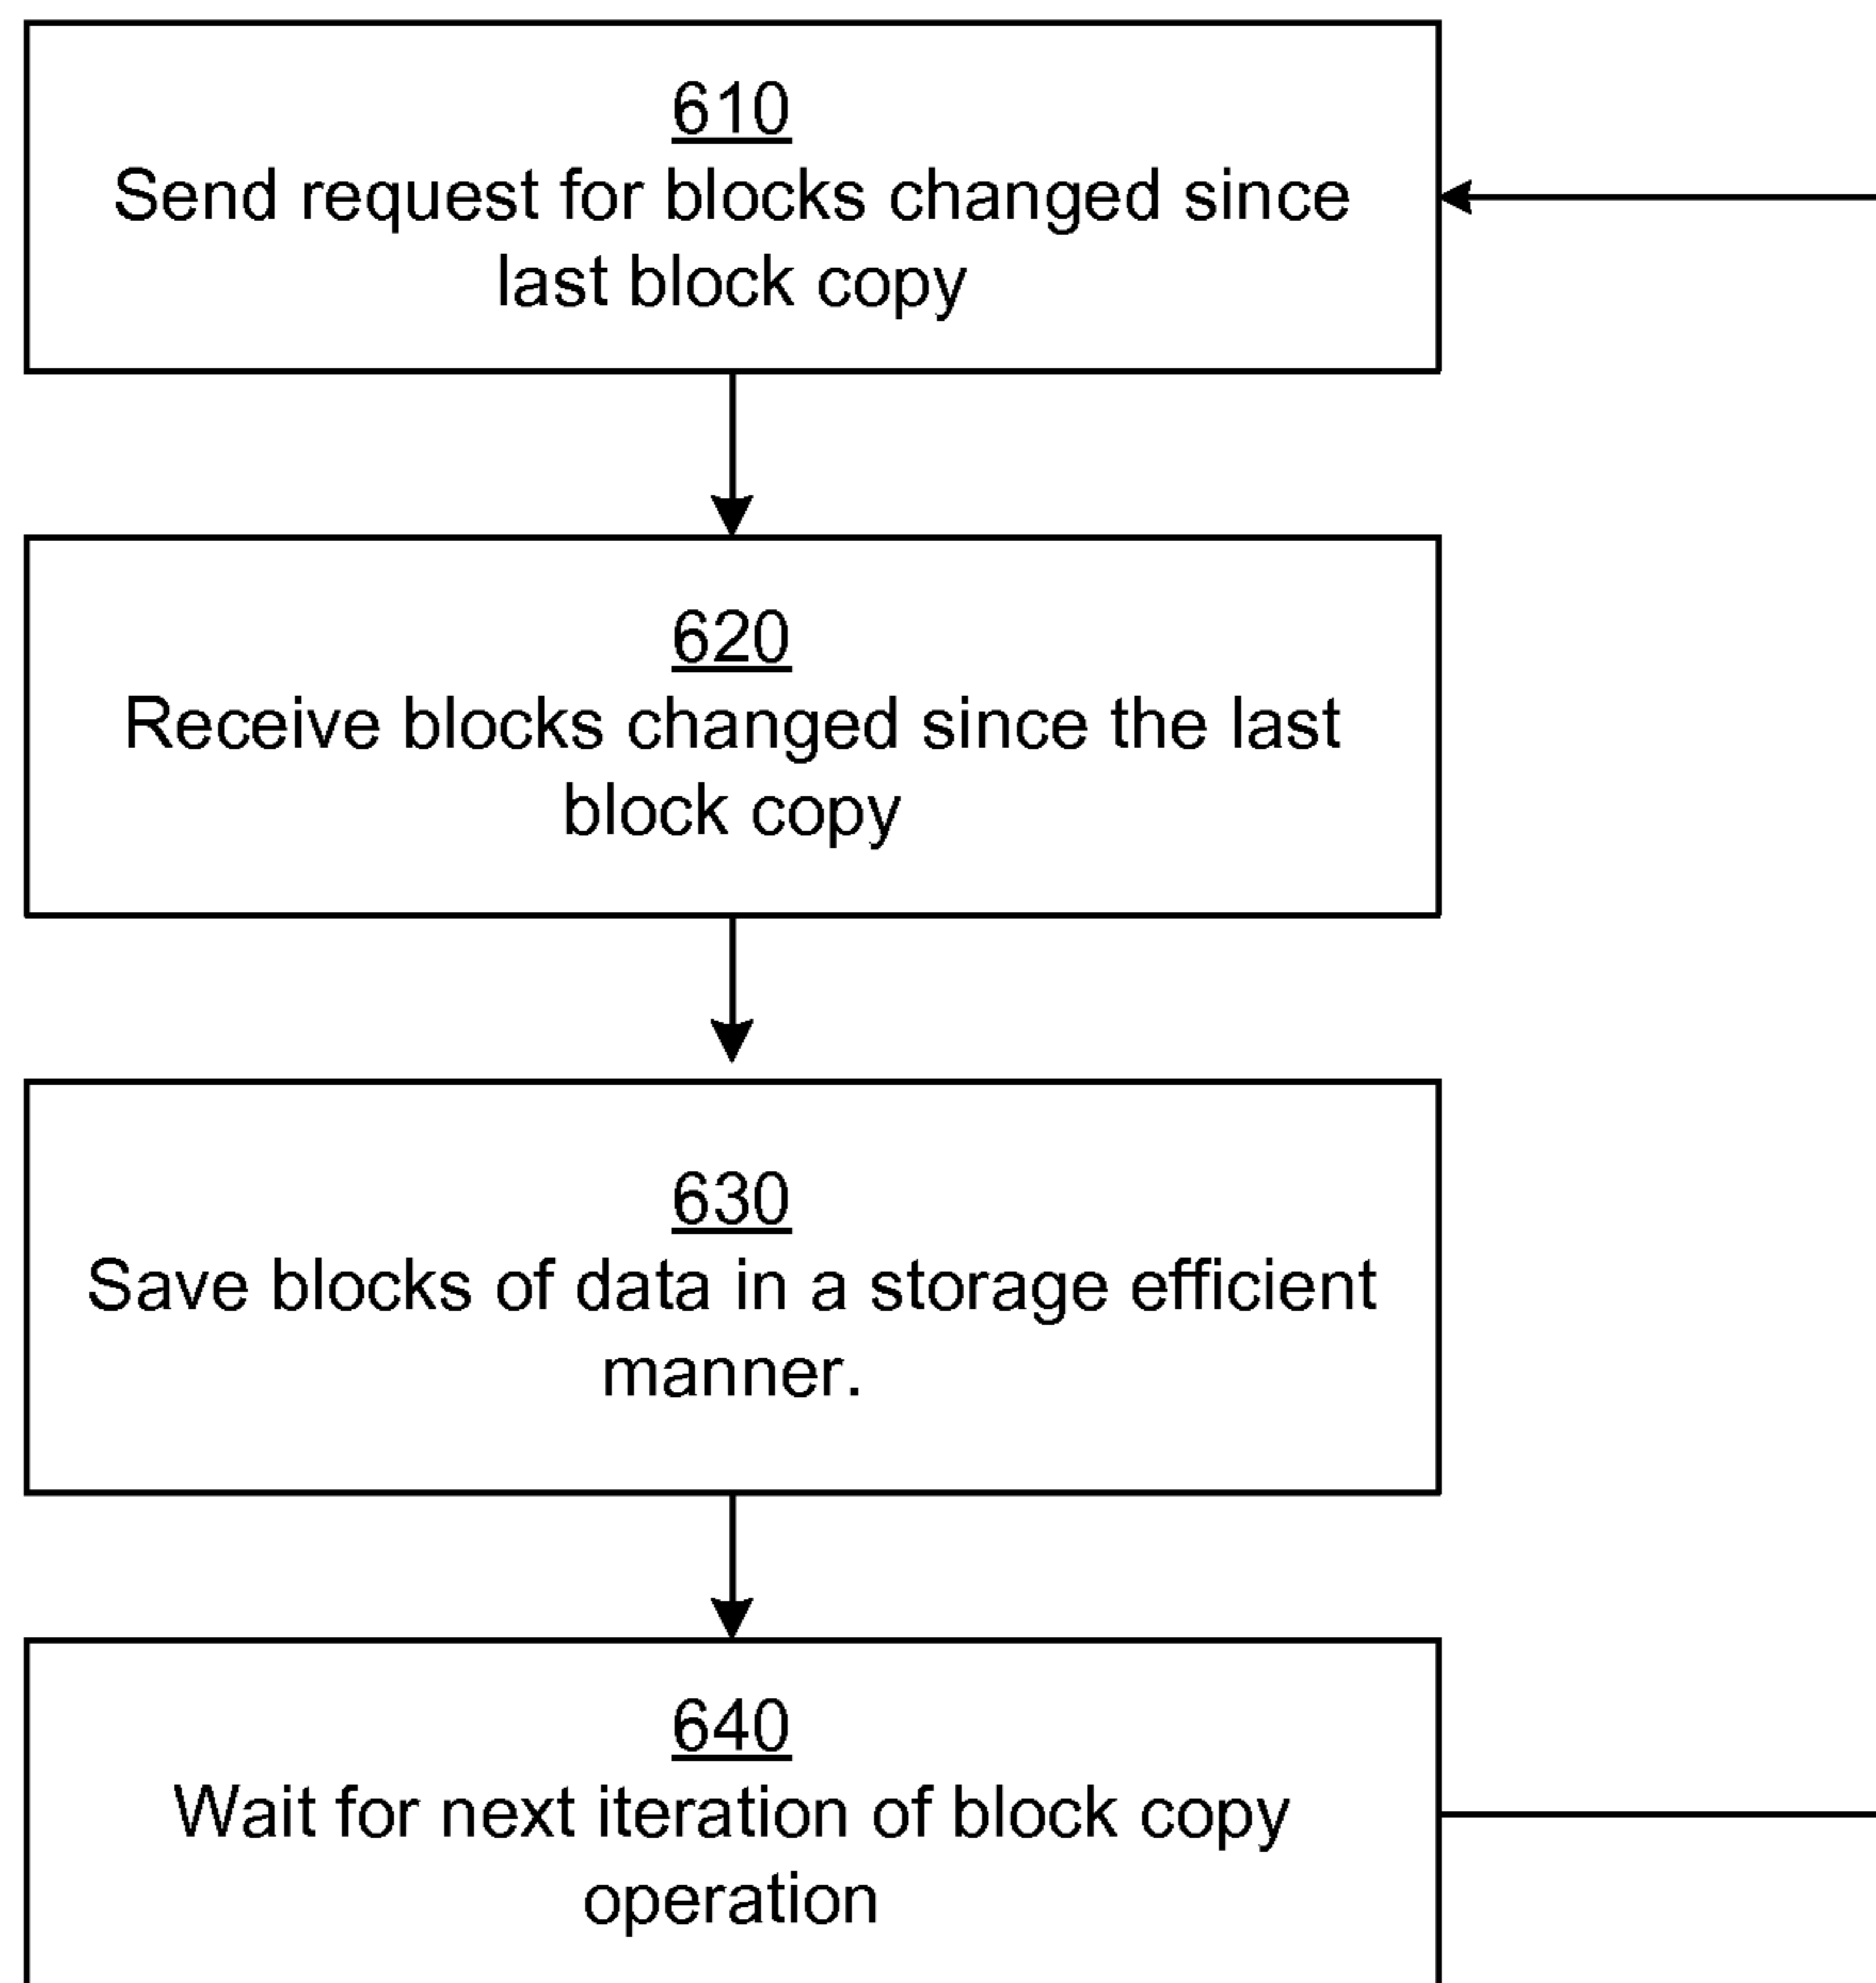 610
Send request for blocks changed since
last block copy
620
Receive blocks changed since the last
block copy
630
Save blocks of data in a storage efficient
manner.
640
Wait for next iteration of block copy
operation